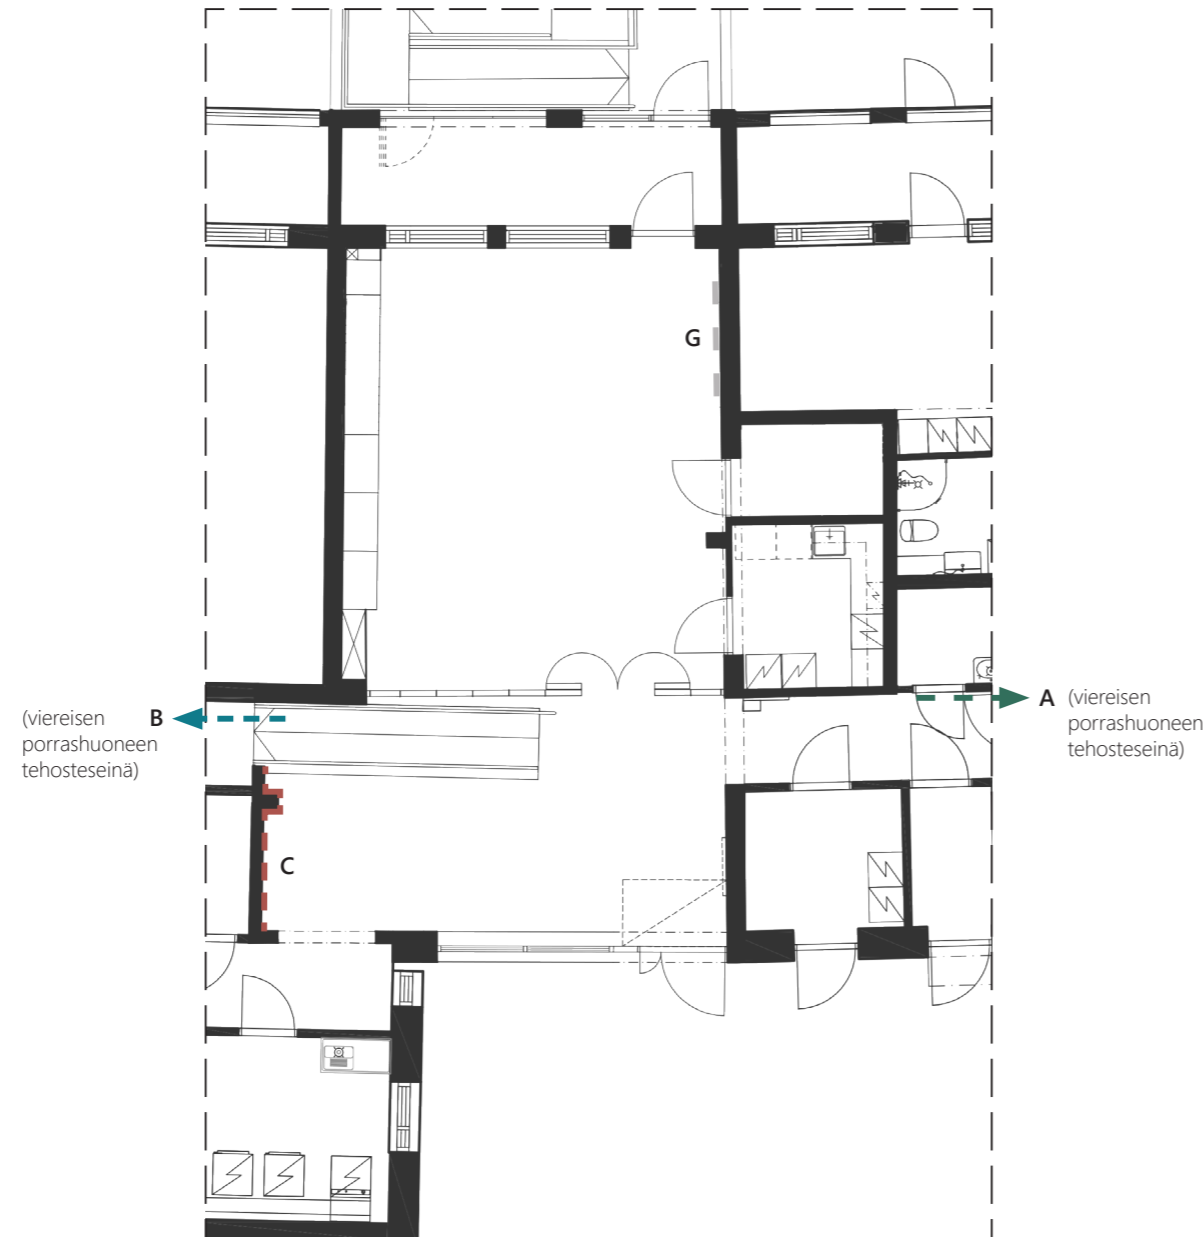 G
B
(viereisen
porrashuoneen
tehosteseinä)
A
(viereisen
porrashuoneen
tehosteseinä)
C